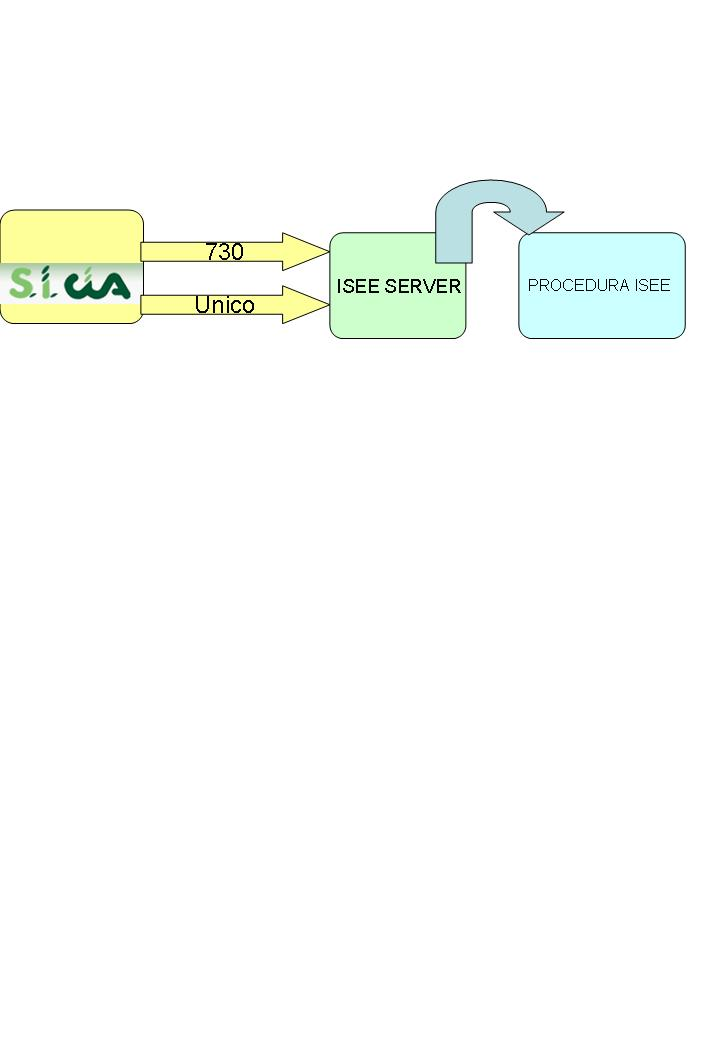 730
S.I. CIA
ISEE SERVER
PROCEDURA ISEE
Unico